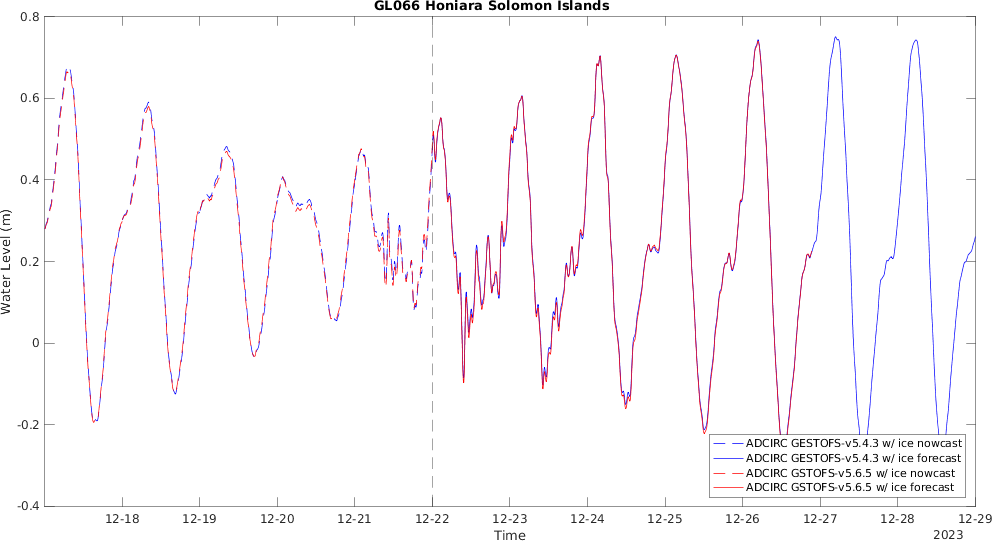 GL066 Honiara Solomon Islands
Water Level (m)
0.8
0.6
0.4
0.2
0
-0.2
-0.4
ADCIRC GESTOFS-v5.4.3 w/ ice nowcast
ADCIRC GESTOFS-v5.4.3 w/ ice forecast
ADCIRC GSTOFS-v5.6.5 w/ ice nowcast
ADCIRC GSTOFS-v5.6.5 w/ ice forecast
12-18 12-19 12-20 12-21 12-22 12-23 12-24 12-25 12-26 12-27 12-28 12-29
Time
2023